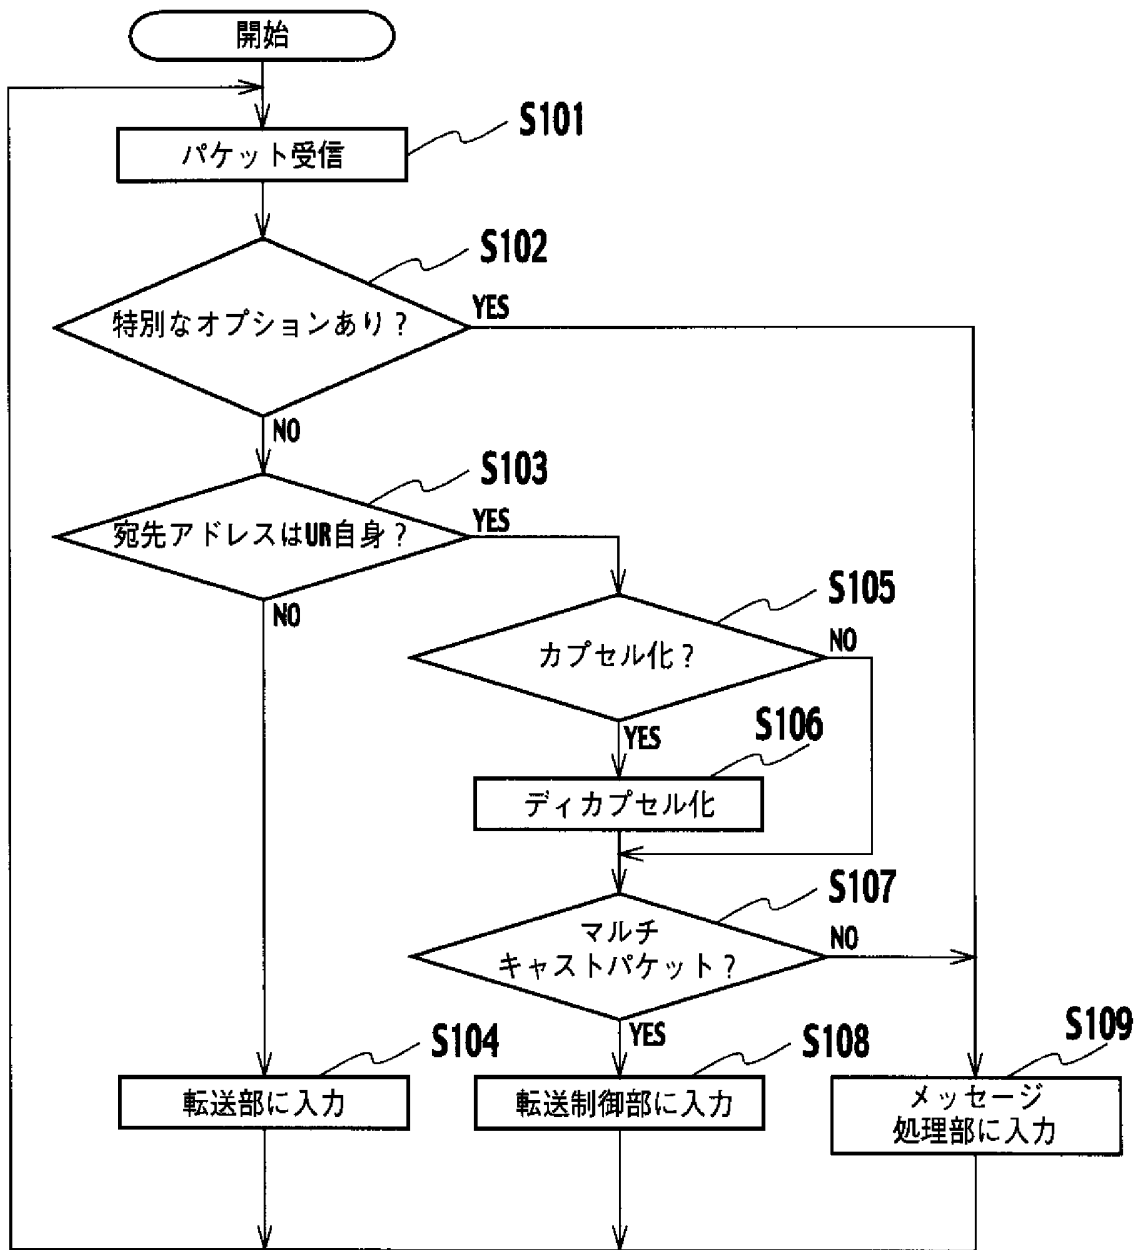 開始
S101
パケット受信
S102
特別なオプションあり？
YES
NO
S103
宛先アドレスはUR自身？
YES
NO
S105
カプセル化？
NO
YES
S106
ディカプセル化
S107
マルチ
キャストパケット？
NO
YES
S104
転送部に入力
S108
転送制御部に入力
S109
メッセージ
処理部に入力